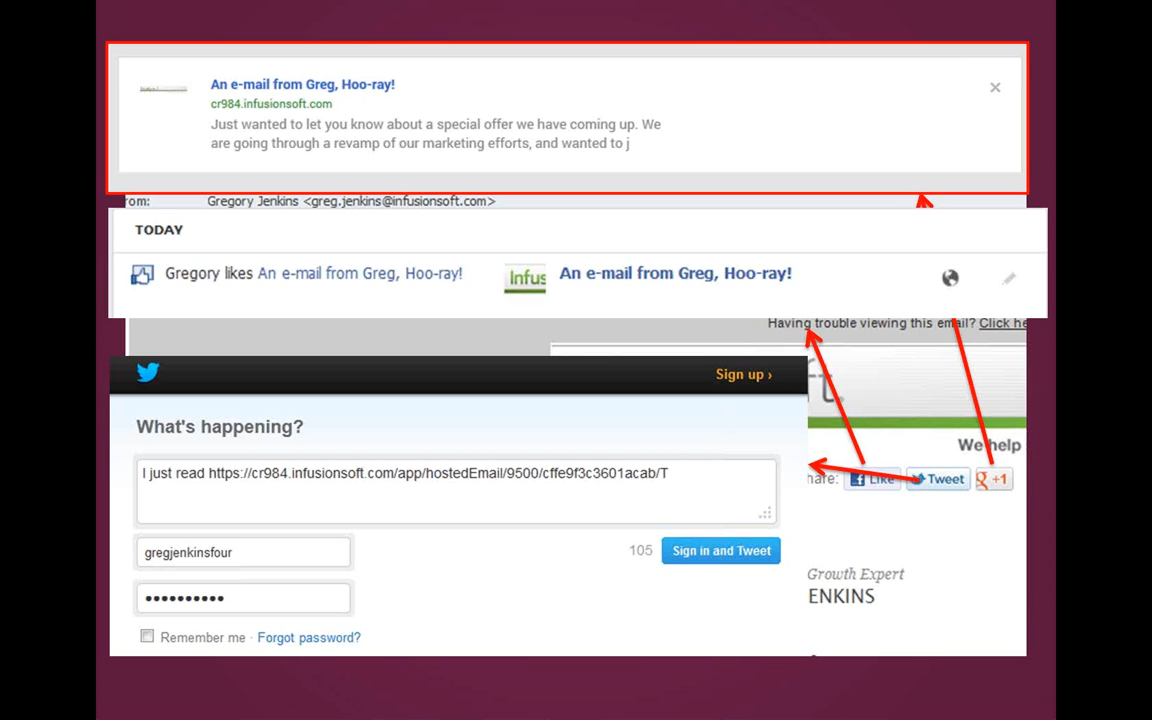 An e-mail from Greg, Hoo-ray!
cr984.infusionsoft.com
Just wanted to let you know about a special offer we have coming up. We
are going through a revamp of our marketing efforts, and wanted to j
rom: Gregory Jenkins <greg.jenkins@infusionsoft.com>
TODAY
Gregory likes An e-mail from Greg, Hoo-ray! Infus An e-mail from Greg, Hoo-ray!
Having trouble viewing this email? Click he
Sign up ›
ft.
What's happening?
We help
I just read https://cr984.infusionsoft.com/app/hostedEmail/9500/cffe9f3c3601acab/T
hare: Like Tweet +1
gregjenkinsfour
105 Sign in and Tweet
Growth Expert
ENKINS
Remember me · Forgot password?